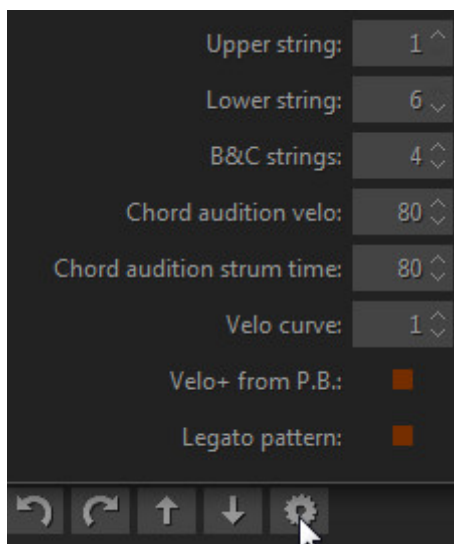 Upper string: 1
Lower string: 6
B&C strings: 4
Chord audition velo: 80
Chord audition strum time: 80
Velo curve: 1
Velo+ from P.B.:
Legato pattern: